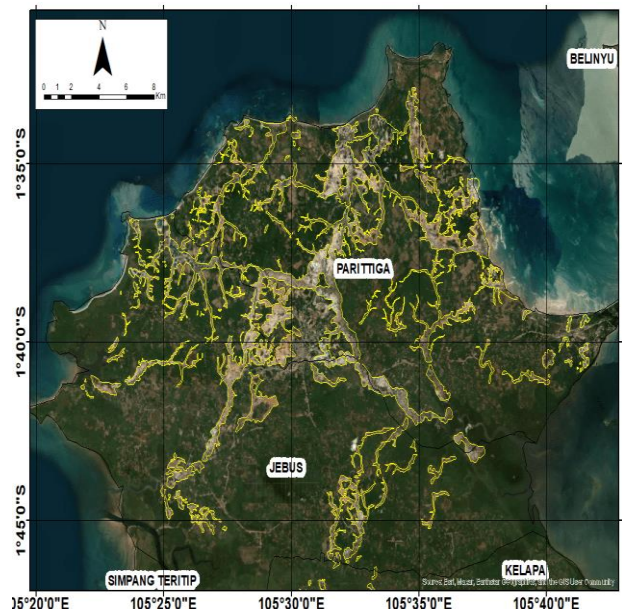 N
0 1 2 4 6 8
Km
BELINYU
PARITTIGA
JEBUS
SIMPANG TERITIP
KELAPA
Source: Esri, Maxar, Earthstar Geographics, and the GIS User Community
1°35'0"S
1°40'0"S
1°45'0"S
05°20'0"E 105°25'0"E 105°30'0"E 105°35'0"E 105°40'0"E